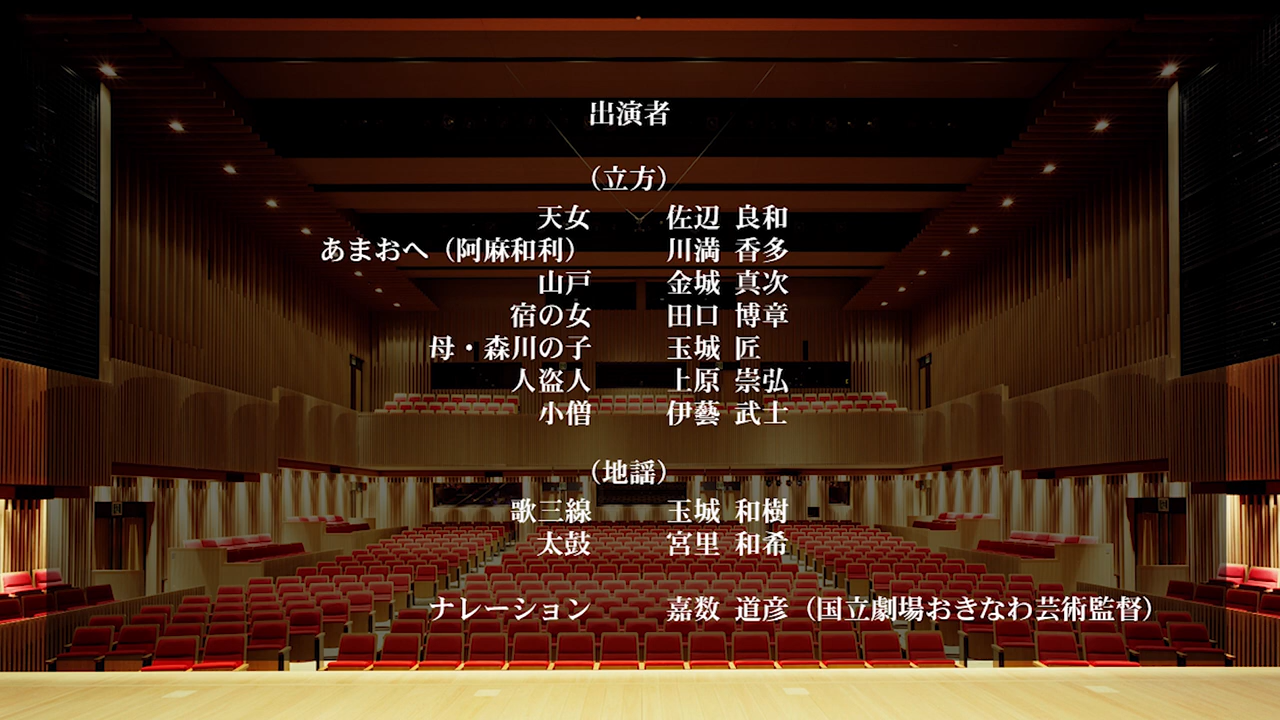 出演者
（立方）
天女 佐辺 良和
あまおへ（阿麻和利） 川満 香多
山戸 金城 真次
宿の女 田口 博章
母・森川の子 玉城 匠
人盗人 上原 崇弘
小僧 伊藝 武士
（地謡）
歌三線 玉城 和樹
太鼓 宮里 和希
ナレーション 嘉数 道彦（国立劇場おきなわ芸術監督）